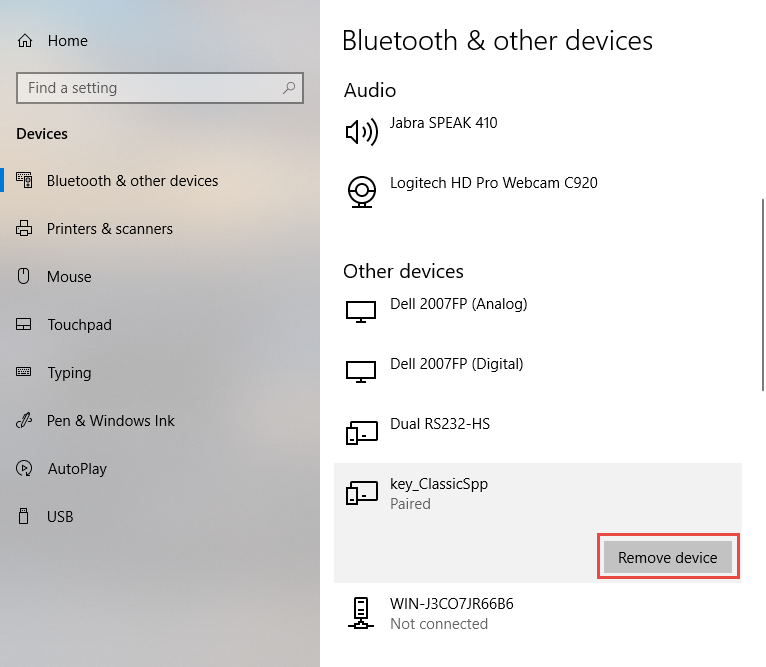 Home
Find a setting
Devices
Bluetooth & other devices
Printers & scanners
Mouse
Touchpad
Typing
Pen & Windows Ink
AutoPlay
USB
Bluetooth & other devices
Audio
Jabra SPEAK 410
Logitech HD Pro Webcam C920
Other devices
Dell 2007FP (Analog)
Dell 2007FP (Digital)
Dual RS232-HS
key_ClassicSpp
Paired
Remove device
WIN-J3CO7JR66B6
Not connected